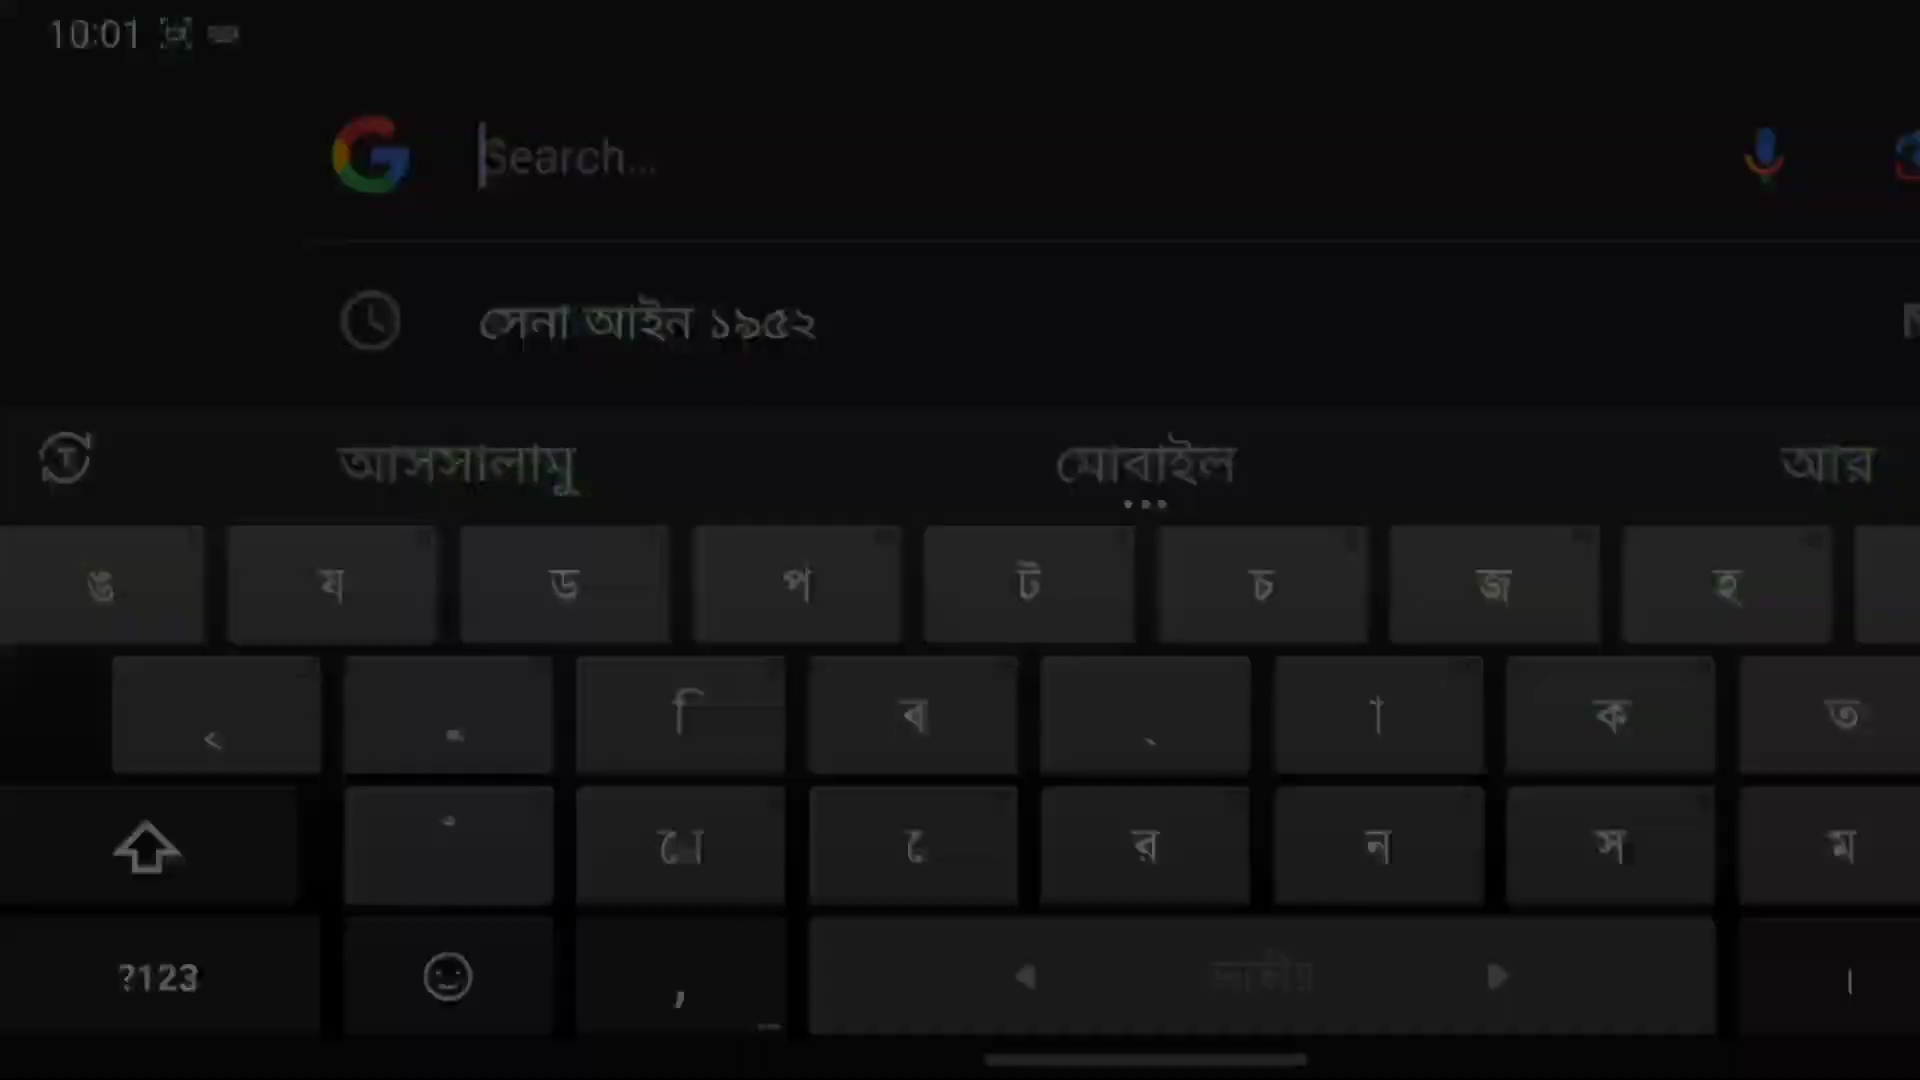 10:01
Search...
সেনা আইন ১৯৫২
আসসালামু মোবাইল আর
ঙ য ড প ট চ জ হ
্ ু ি ব ় া ক ত
ঁ ো ে র ন স ম
?123 , জাতীয় ।